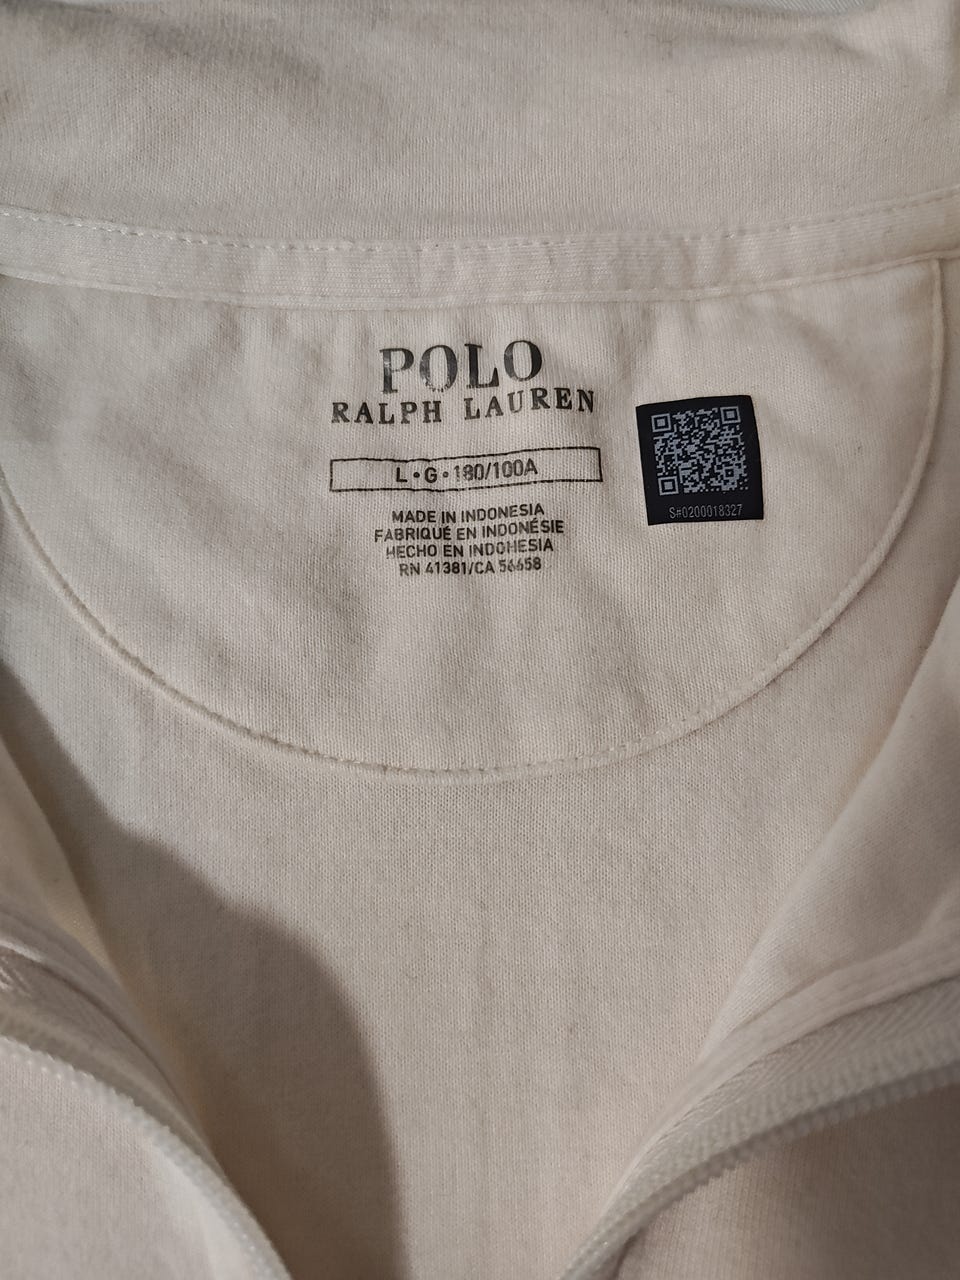 POLO
RALPH LAUREN
L•G•180/100A
MADE IN INDONESIA
FABRIQUÉ EN INDONÉSIE
HECHO EN INDONESIA
RN 41381/CA 56658
S#0200018327